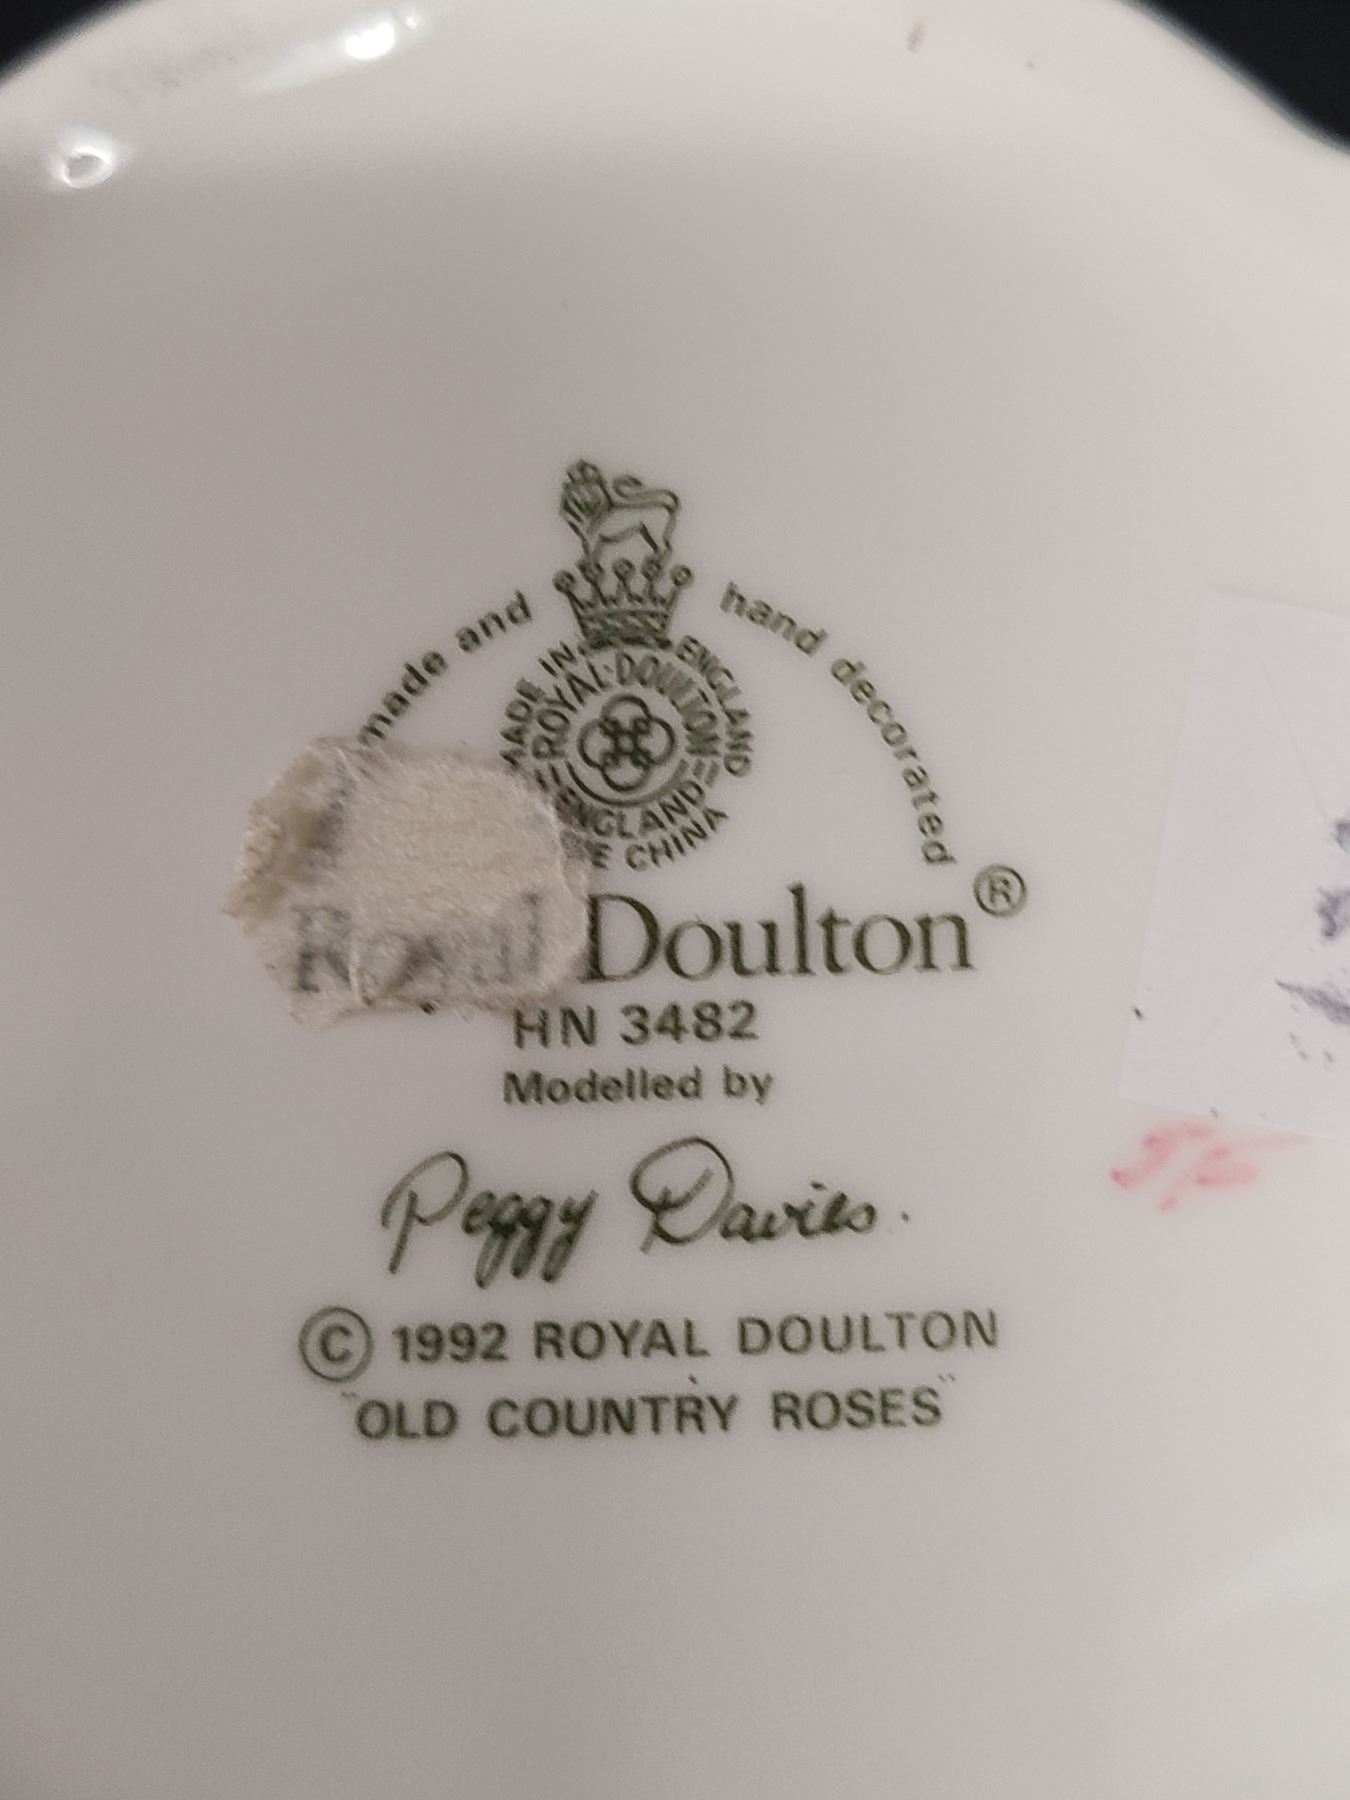 made and hand decorated
MADE IN ENGLAND
ROYAL·DOULTON
ENGLAND
CHINA
Royal Doulton®
HN 3482
Modelled by
Peggy Davies.
© 1992 ROYAL DOULTON
"OLD COUNTRY ROSES"